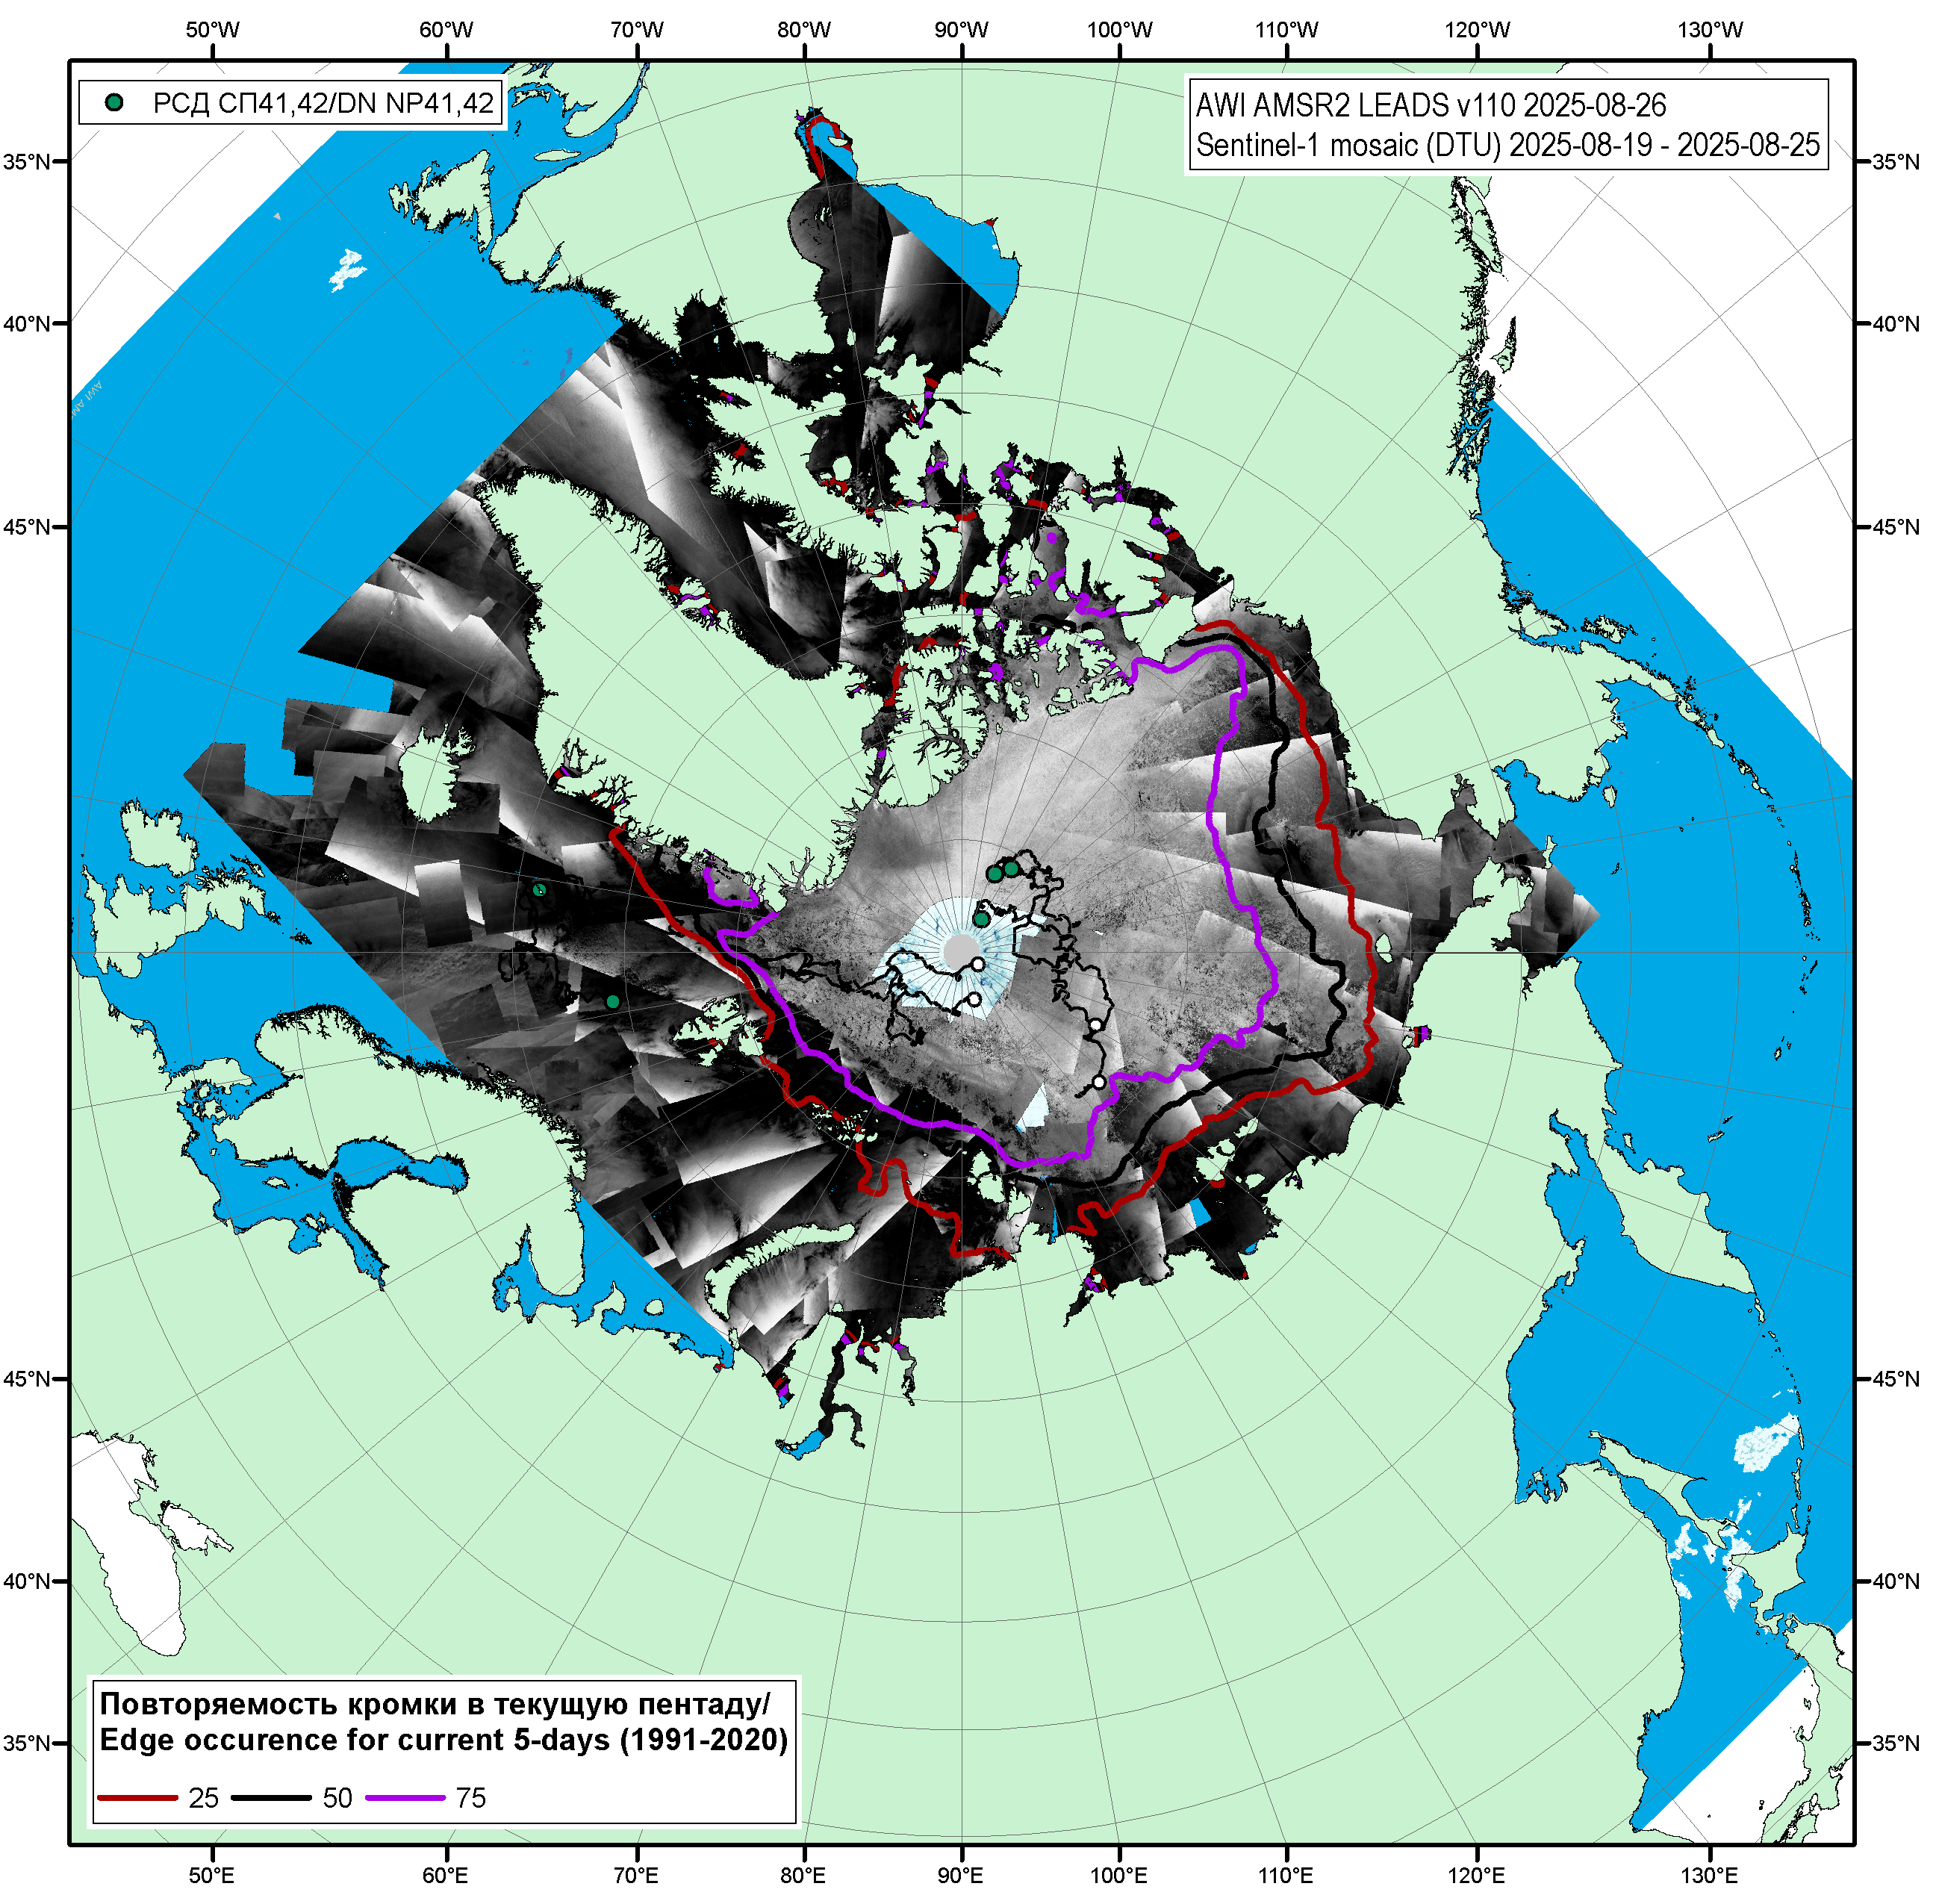 50°W 60°W 70°W 80°W 90°W 100°W 110°W 120°W 130°W
РСД СП41,42/DN NP41,42
AWI AMSR2 LEADS v110 2025-08-26
Sentinel-1 mosaic (DTU) 2025-08-19 - 2025-08-25
35°N 35°N
40°N 40°N
AWI AM
45°N 45°N
45°N 45°N
40°N 40°N
Повторяемость кромки в текущую пентаду/
Edge occurence for current 5-days (1991-2020)
35°N 35°N
25 50 75
50°E 60°E 70°E 80°E 90°E 100°E 110°E 120°E 130°E